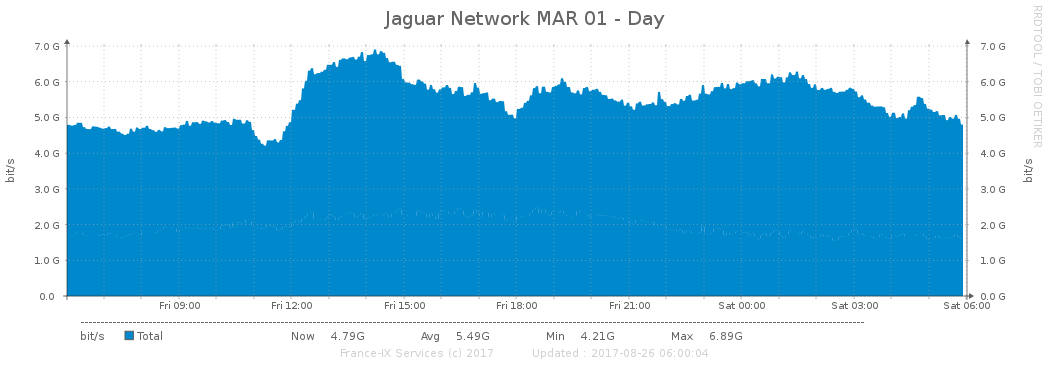 Jaguar Network MAR 01 - Day
RRDTOOL / TOBI OETIKER
7.0 G 7.0 G
6.0 G 6.0 G
5.0 G 5.0 G
4.0 G 4.0 G
3.0 G 3.0 G
2.0 G 2.0 G
1.0 G 1.0 G
0.0 0.0 G
bit/s
bit/s
Fri 09:00 Fri 12:00 Fri 15:00 Fri 18:00 Fri 21:00 Sat 00:00 Sat 03:00 Sat 06:00
bit/s Total Now 4.79G Avg 5.49G Min 4.21G Max 6.89G
France-IX Services (c) 2017 Updated : 2017-08-26 06:00:04